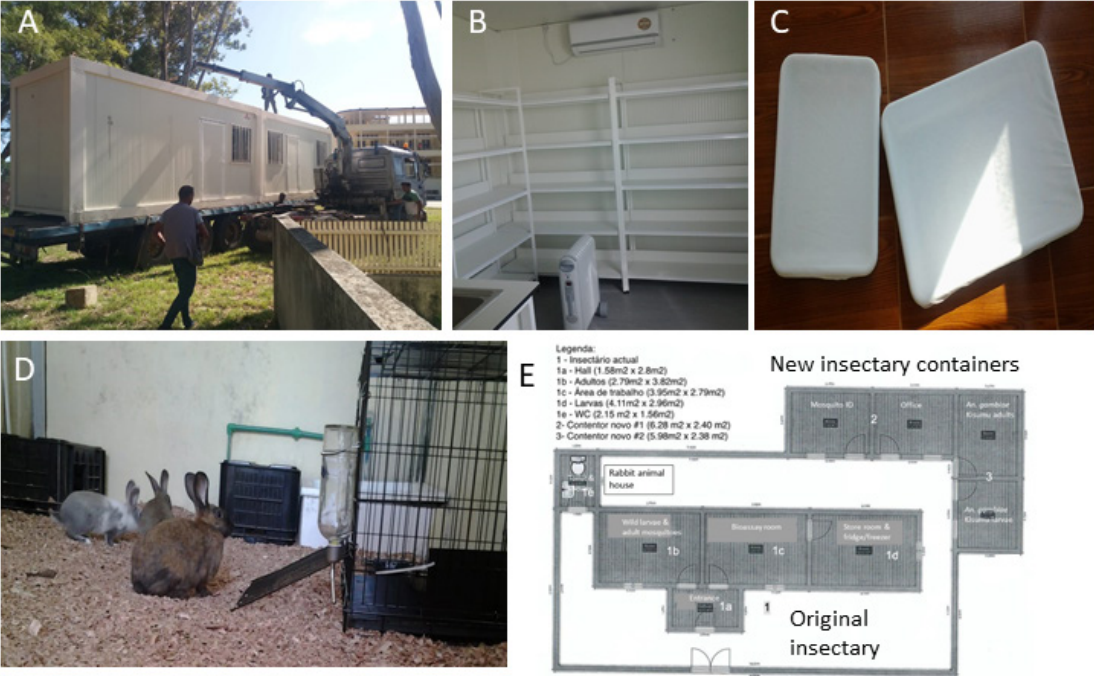 A
B
C
D
E
Legenda:
1 - Insectário actual
1a - Hall (1.58m2 x 2.8m2)
1b - Adultos (2.79m2 x 3.82m2)
1c - Área de trabalho (3.95m2 x 2.79m2)
1d - Larvas (4.11m2 x 2.96m2)
1e - WC (2.15 m2 x 1.56m2)
2- Contentor novo #1 (6.28 m2 x 2.40 m2)
3- Contentor novo #2 (5.98m2 x 2.38 m2)
New insectary containers
Mosquito ID
Office
An. gambiae
Kisumu adults
2
3
An. gambiae
Kisumu larvae
Rabbit animal
house
Wild larvae &
adult mosquitoes
1b
Bioassay room
1c
Store room &
fridge/freezer
1d
Entrance
1a
1
Original
insectary